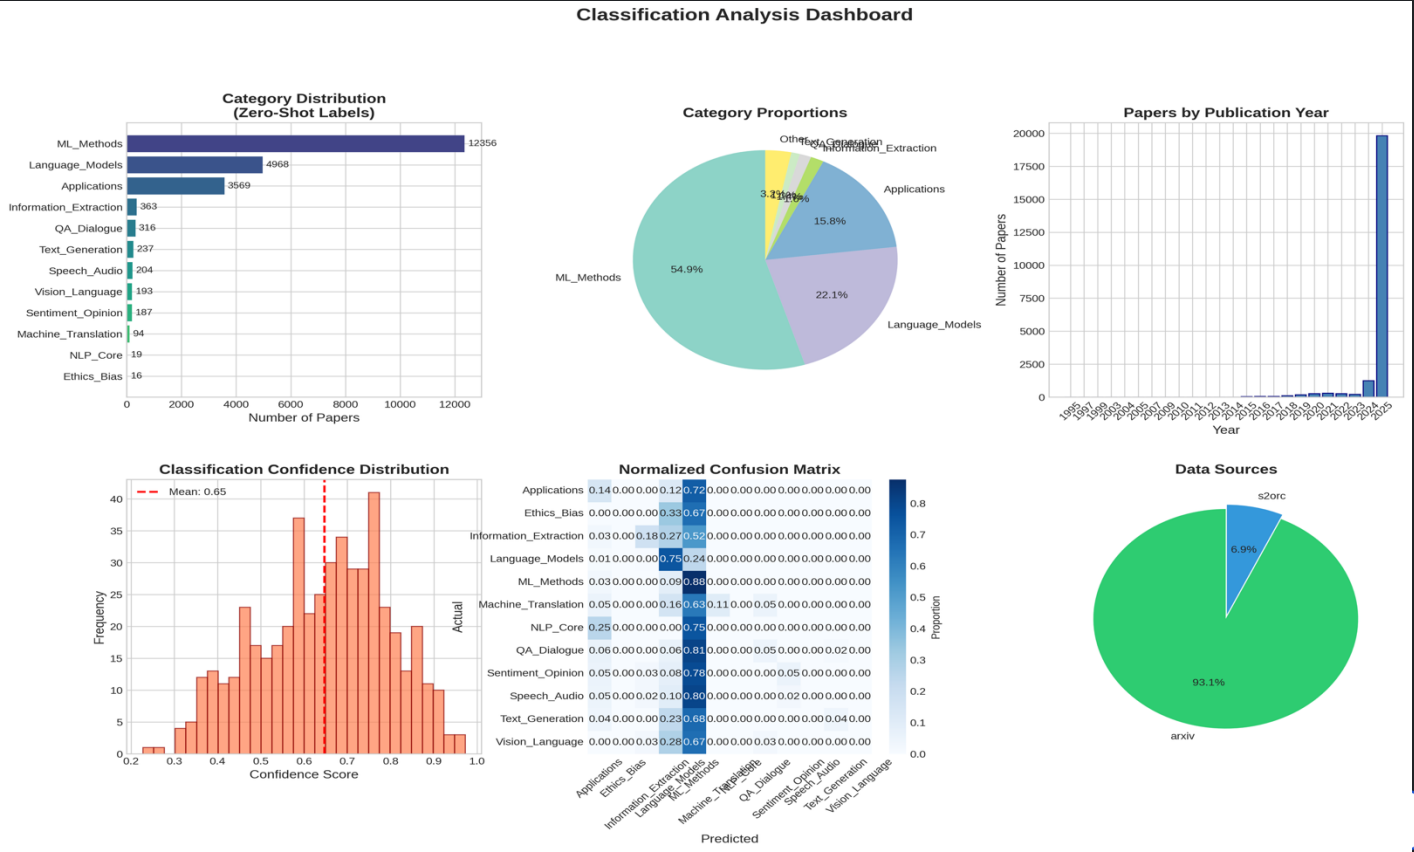 Classification Analysis Dashboard
Category Distribution
(Zero-Shot Labels)
ML_Methods 12356
Language_Models 4968
Applications 3569
Information_Extraction 363
QA_Dialogue 316
Text_Generation 237
Speech_Audio 204
Vision_Language 193
Sentiment_Opinion 187
Machine_Translation 94
NLP_Core 19
Ethics_Bias 16
0 2000 4000 6000 8000 10000 12000
Number of Papers
Category Proportions
Other
Text_Generation
QA_Dialogue
Information_Extraction
Applications
3.2%
1.6%
15.8%
ML_Methods
54.9%
22.1%
Language_Models
Papers by Publication Year
Number of Papers
20000
17500
15000
12500
10000
7500
5000
2500
0
1995 1997 1999 2003 2004 2005 2007 2009 2010 2011 2012 2013 2014 2015 2016 2017 2018 2019 2020 2021 2022 2023 2024 2025
Year
Classification Confidence Distribution
Mean: 0.65
Frequency
40
35
30
25
20
15
10
5
0
0.2 0.3 0.4 0.5 0.6 0.7 0.8 0.9 1.0
Confidence Score
Normalized Confusion Matrix
Actual
Applications 0.14 0.00 0.00 0.12 0.72 0.00 0.00 0.00 0.00 0.00 0.00 0.00
Ethics_Bias 0.00 0.00 0.00 0.33 0.67 0.00 0.00 0.00 0.00 0.00 0.00 0.00
Information_Extraction 0.03 0.00 0.18 0.27 0.52 0.00 0.00 0.00 0.00 0.00 0.00 0.00
Language_Models 0.01 0.00 0.00 0.75 0.24 0.00 0.00 0.00 0.00 0.00 0.00 0.00
ML_Methods 0.03 0.00 0.00 0.09 0.88 0.00 0.00 0.00 0.00 0.00 0.00 0.00
Machine_Translation 0.05 0.00 0.00 0.16 0.63 0.11 0.00 0.05 0.00 0.00 0.00 0.00
NLP_Core 0.25 0.00 0.00 0.00 0.75 0.00 0.00 0.00 0.00 0.00 0.00 0.00
QA_Dialogue 0.06 0.00 0.00 0.06 0.81 0.00 0.00 0.05 0.00 0.00 0.02 0.00
Sentiment_Opinion 0.05 0.00 0.03 0.08 0.78 0.00 0.00 0.00 0.05 0.00 0.00 0.00
Speech_Audio 0.05 0.00 0.02 0.10 0.80 0.00 0.00 0.00 0.02 0.00 0.00 0.00
Text_Generation 0.04 0.00 0.00 0.23 0.68 0.00 0.00 0.00 0.00 0.00 0.04 0.00
Vision_Language 0.00 0.00 0.03 0.28 0.67 0.00 0.00 0.03 0.00 0.00 0.00 0.00
Applications Ethics_Bias Information_Extraction Language_Models ML_Methods Machine_Translation NLP_Core QA_Dialogue Sentiment_Opinion Speech_Audio Text_Generation Vision_Language
Predicted
0.8
0.7
0.6
0.5
0.4
0.3
0.2
0.1
0.0
Proportion
Data Sources
s2orc
6.9%
93.1%
arxiv